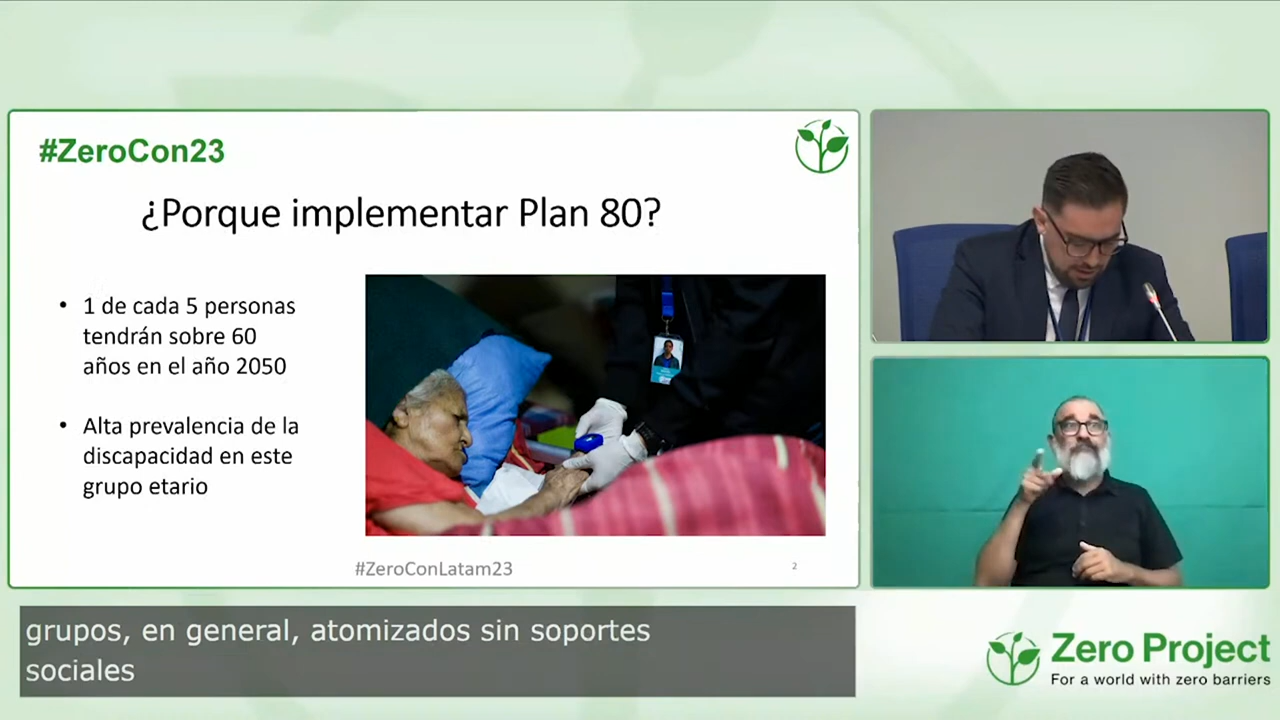 #ZeroCon23
¿Porque implementar Plan 80?
• 1 de cada 5 personas
tendrán sobre 60
años en el año 2050
• Alta prevalencia de la
discapacidad en este
grupo etario
#ZeroConLatam23
2
grupos, en general, atomizados sin soportes
sociales
Zero Project
For a world with zero barriers